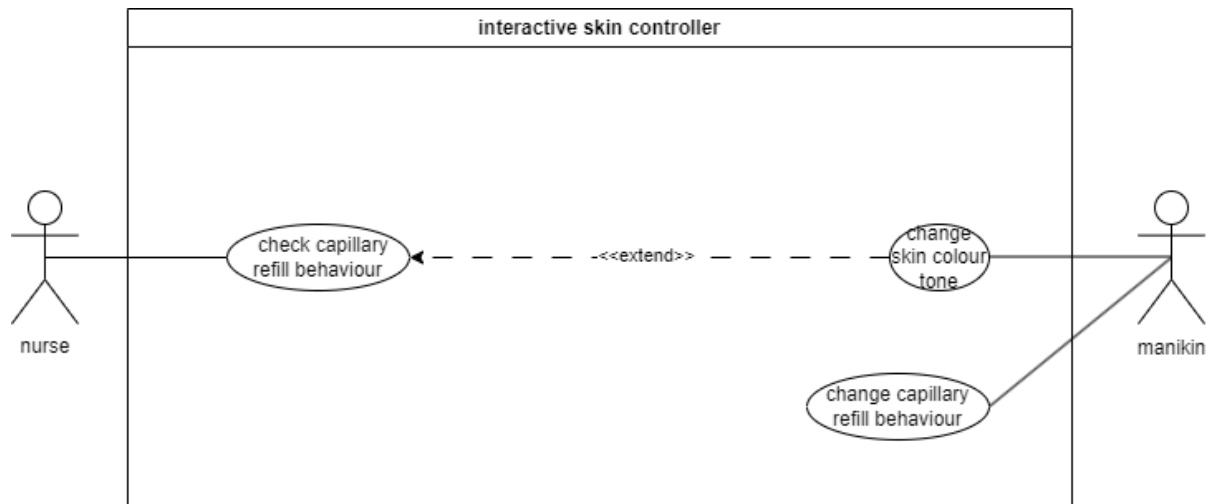 interactive skin controller
check capillary
refill behaviour
<<extend>>
change
skin colour
tone
nurse
manikin
change capillary
refill behaviour